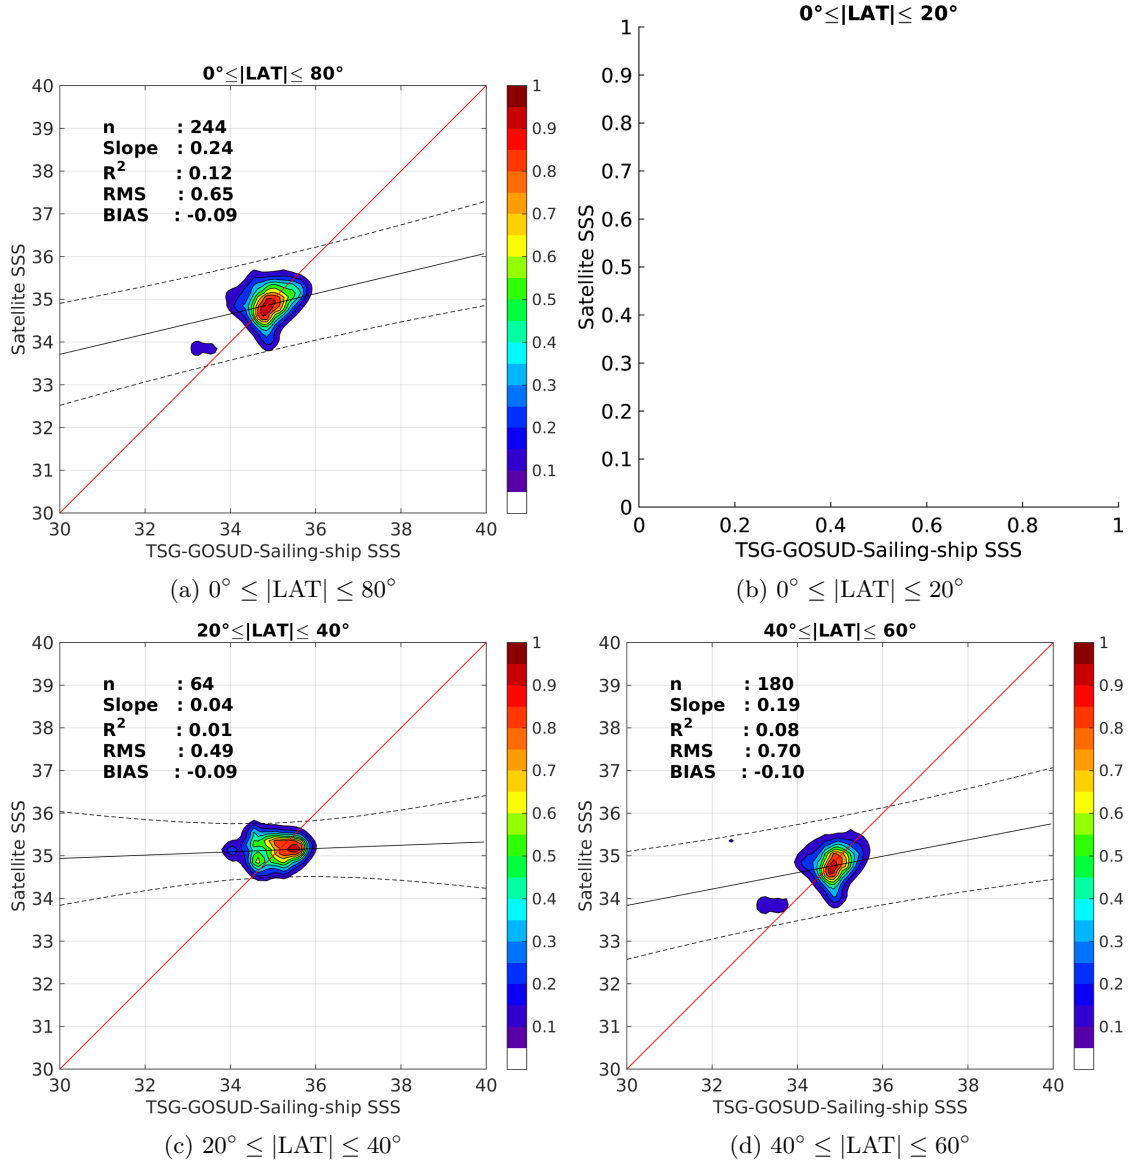 0°≤|LAT|≤ 80°
n : 244
Slope : 0.24
R² : 0.12
RMS : 0.65
BIAS : -0.09
40
39
38
37
36
35
34
33
32
31
30
30 32 34 36 38 40
Satellite SSS
TSG-GOSUD-Sailing-ship SSS
1
0.9
0.8
0.7
0.6
0.5
0.4
0.3
0.2
0.1
(a) 0° ≤ |LAT| ≤ 80°
0°≤|LAT|≤ 20°
1
0.9
0.8
0.7
0.6
0.5
0.4
0.3
0.2
0.1
0
0 0.2 0.4 0.6 0.8 1
Satellite SSS
TSG-GOSUD-Sailing-ship SSS
(b) 0° ≤ |LAT| ≤ 20°
20°≤|LAT|≤ 40°
n : 64
Slope : 0.04
R² : 0.01
RMS : 0.49
BIAS : -0.09
40
39
38
37
36
35
34
33
32
31
30
30 32 34 36 38 40
Satellite SSS
TSG-GOSUD-Sailing-ship SSS
1
0.9
0.8
0.7
0.6
0.5
0.4
0.3
0.2
0.1
(c) 20° ≤ |LAT| ≤ 40°
40°≤|LAT|≤ 60°
n : 180
Slope : 0.19
R² : 0.08
RMS : 0.70
BIAS : -0.10
40
39
38
37
36
35
34
33
32
31
30
30 32 34 36 38 40
Satellite SSS
TSG-GOSUD-Sailing-ship SSS
1
0.9
0.8
0.7
0.6
0.5
0.4
0.3
0.2
0.1
(d) 40° ≤ |LAT| ≤ 60°